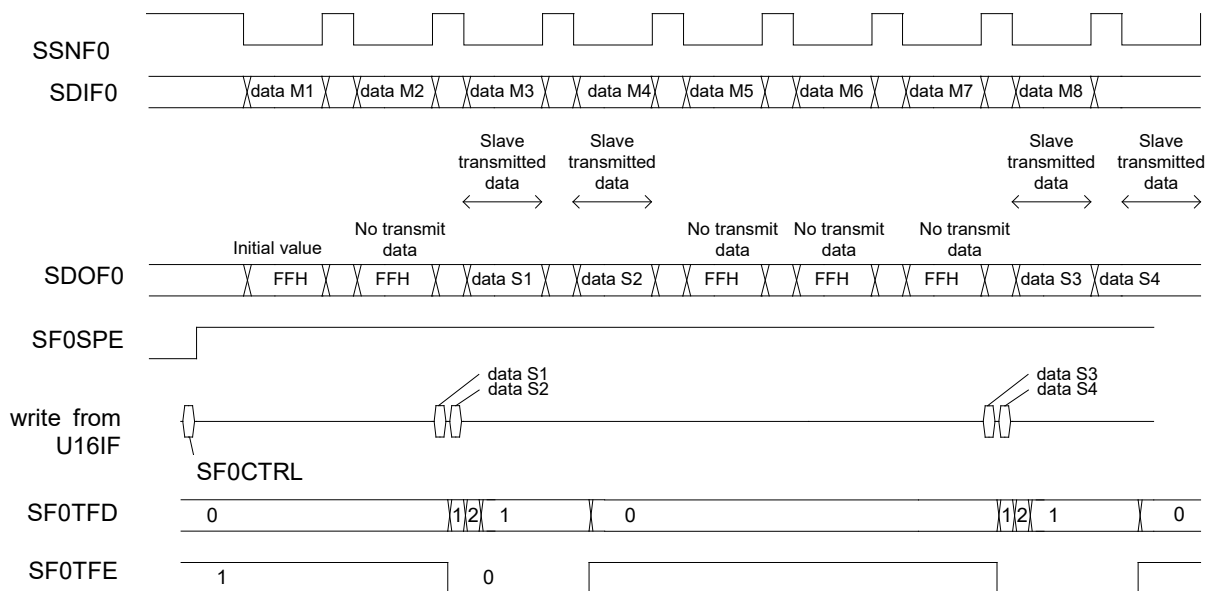 SSNF0
SDIF0
data M1
data M2
data M3
data M4
data M5
data M6
data M7
data M8
Slave
transmitted
data
Slave
transmitted
data
Slave
transmitted
data
Slave
transmitted
data
Initial value
No transmit
data
No transmit
data
No transmit
data
No transmit
data
SDOF0
FFH
FFH
data S1
data S2
FFH
FFH
FFH
data S3
data S4
SF0SPE
data S1
data S2
data S3
data S4
write from
U16IF
SF0CTRL
SF0TFD
0
1
2
1
0
1
2
1
0
SF0TFE
1
0